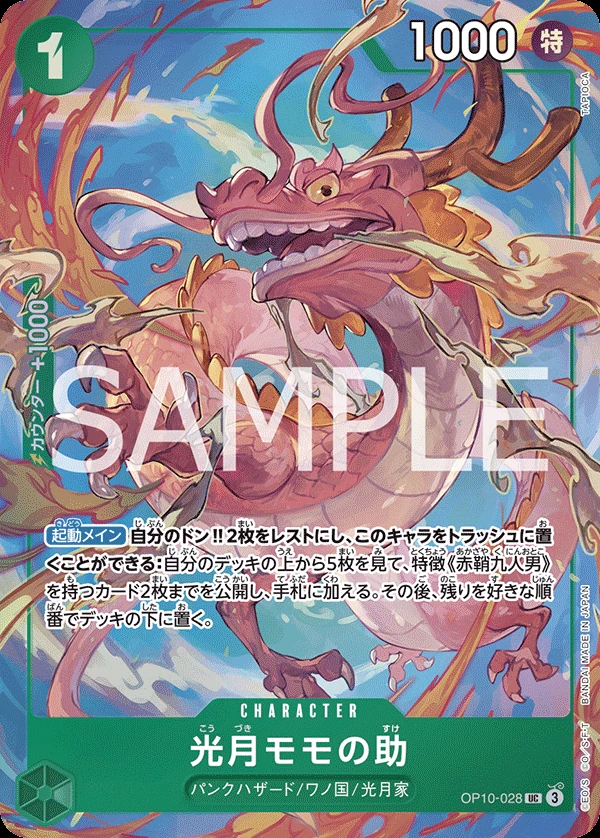 1
1000 特
TAPIOCA
カウンター +1000
SAMPLE
起動メイン 自分のドン!!2枚をレストにし、このキャラをトラッシュに置
くことができる:自分のデッキの上から5枚を見て、特徴《赤鞘九人男》
を持つカード2枚までを公開し、手札に加える。その後、残りを好きな順
番でデッキの下に置く。
BANDAI MADE IN JAPAN
©E.O/S ©O/S・F・T
CHARACTER
光月モモの助
パンクハザード/ワノ国/光月家
OP10-028 UC 3